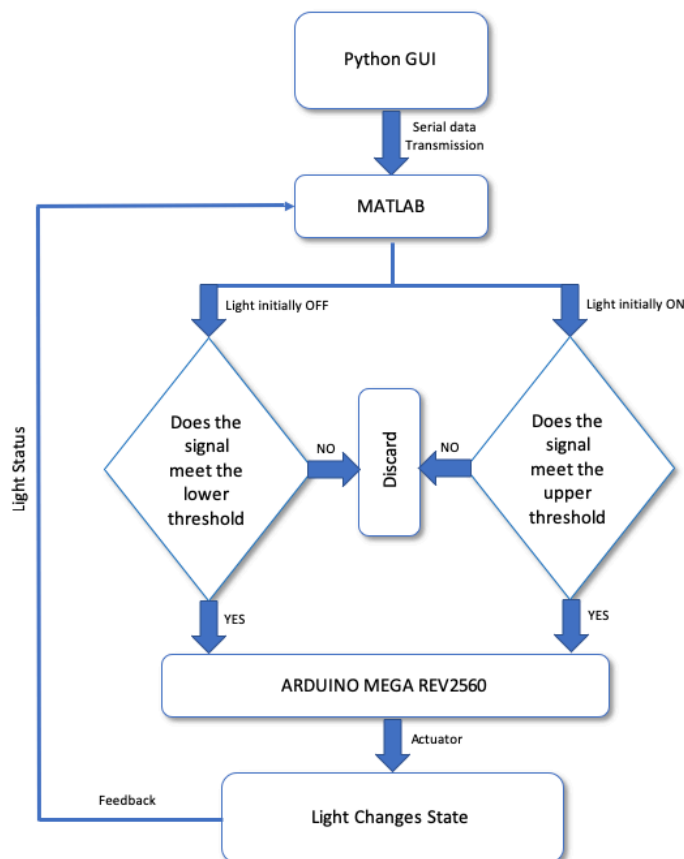 Python GUI
Serial data
Transmission
MATLAB
Light initially OFF
Light initially ON
Does the
signal
meet the
lower
threshold
NO
Discard
NO
Does the
signal
meet the
upper
threshold
Light Status
YES
YES
ARDUINO MEGA REV2560
Actuator
Feedback
Light Changes State